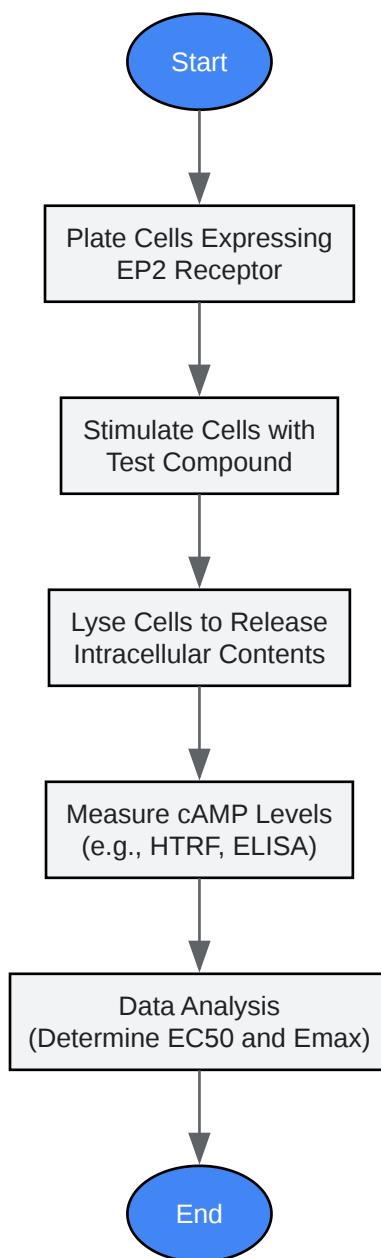 Start
Plate Cells Expressing
EP2 Receptor
Stimulate Cells with
Test Compound
Lyse Cells to Release
Intracellular Contents
Measure cAMP Levels
(e.g., HTRF, ELISA)
Data Analysis
(Determine EC50 and Emax)
End